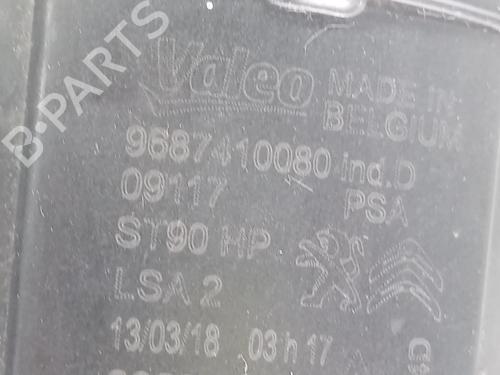 B-PARTS
Valeo
MADE IN
BELGIUM
9687410080 ind.D
09117
PSA
ST90 HP
LSA 2
13/03/18 03 h 17